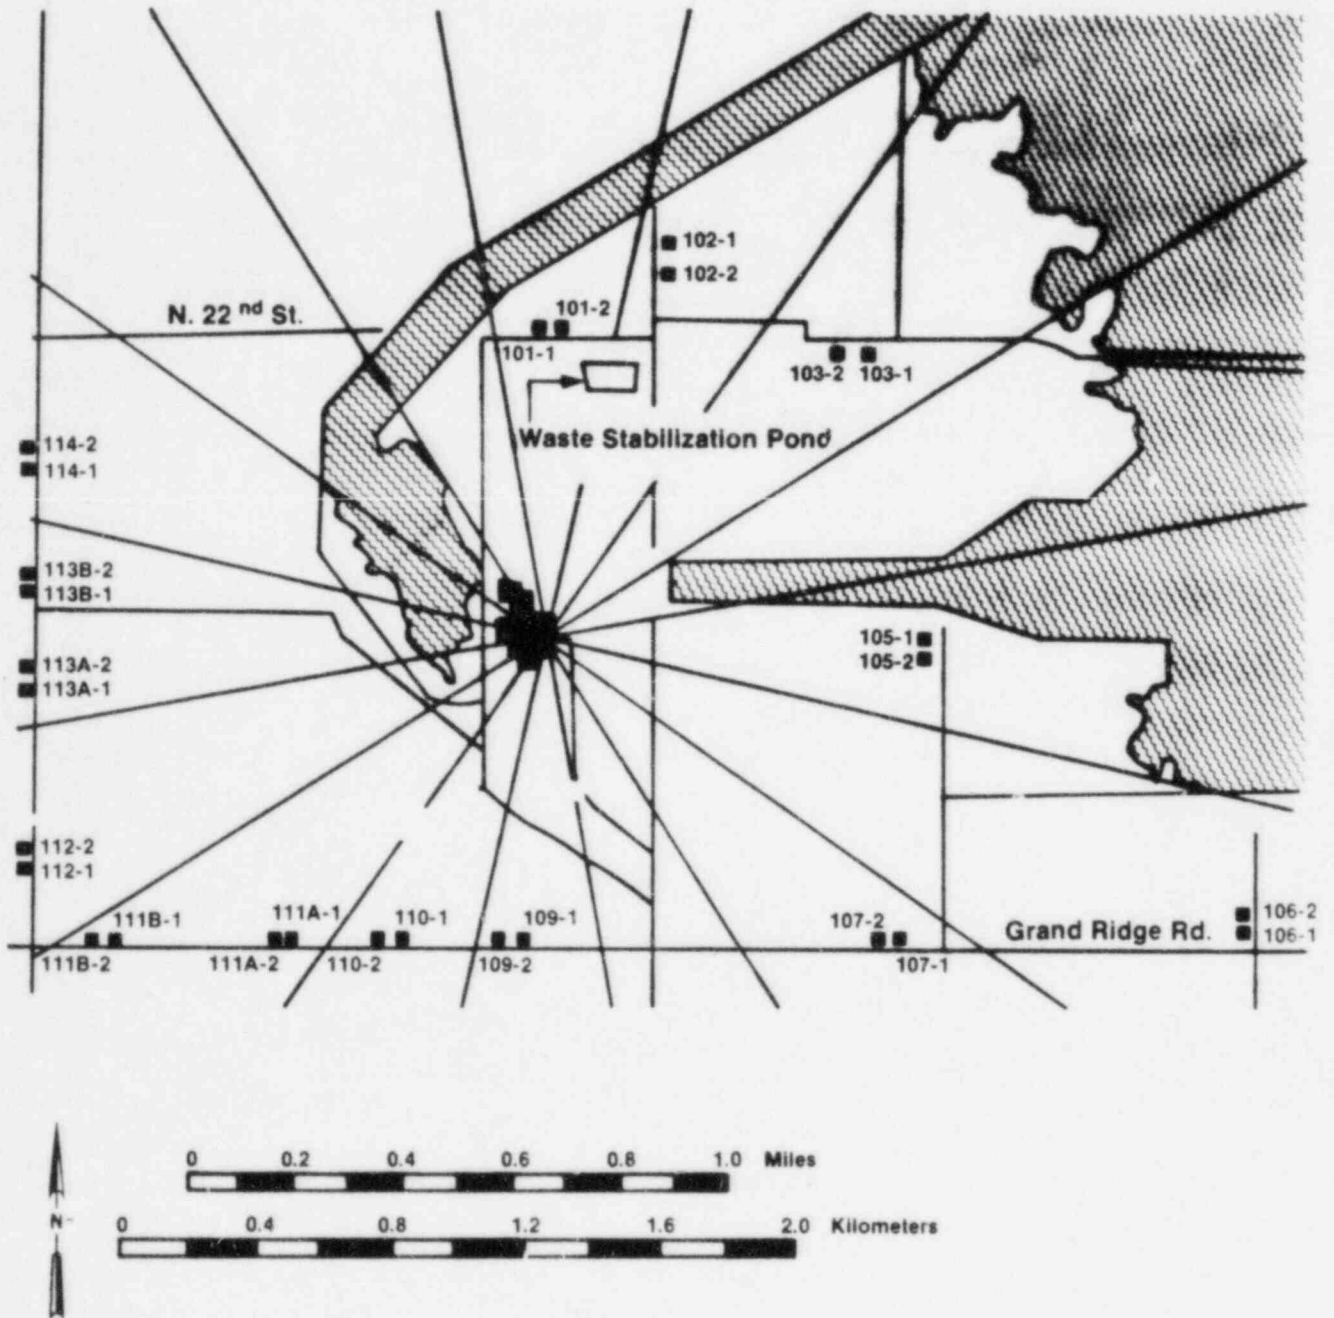 102-1
102-2
N. 22 nd St.
101-2
101-1
103-2 103-1
Waste Stabilization Pond
114-2
114-1
113B-2
113B-1
105-1
105-2
113A-2
113A-1
112-2
112-1
111B-1
111A-1
110-1
109-1
107-2
Grand Ridge Rd.
106-2
106-1
111B-2
111A-2
110-2
109-2
107-1
0 0.2 0.4 0.6 0.8 1.0 Miles
N
0 0.4 0.8 1.2 1.6 2.0 Kilometers